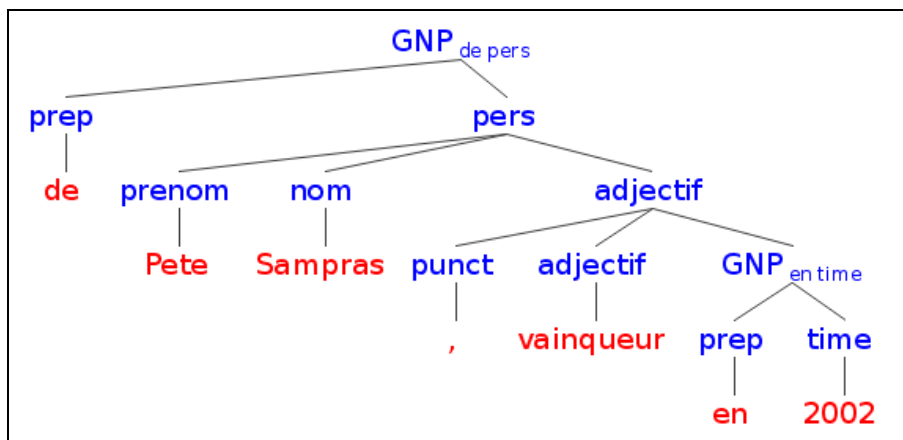 GNP de pers
prep pers
de prenom nom adjectif
Pete Sampras punct adjectif GNP en time
, vainqueur prep time
en 2002